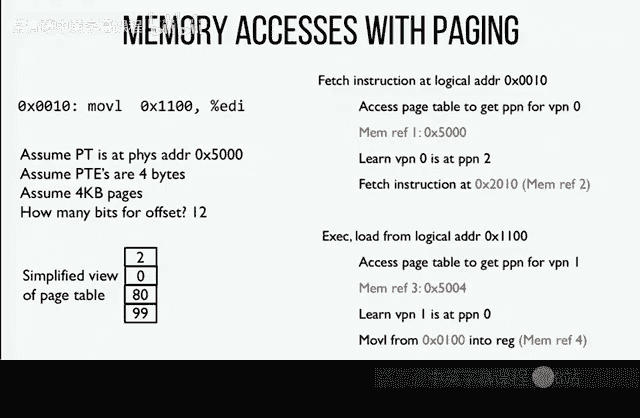 MEMORY ACCESSES WITH PAGING
0x0010: movl 0x1100, %edi
Assume PT is at phys addr 0x5000
Assume PTE's are 4 bytes
Assume 4KB pages
How many bits for offset? 12
Simplified view
of page table
2
0
80
99
Fetch instruction at logical addr 0x0010
Access page table to get ppn for vpn 0
Mem ref 1: 0x5000
Learn vpn 0 is at ppn 2
Fetch instruction at 0x2010 (Mem ref 2)
Exec, load from logical addr 0x1100
Access page table to get ppn for vpn 1
Mem ref 3: 0x5004
Learn vpn 1 is at ppn 0
Movl from 0x0100 into reg (Mem ref 4)